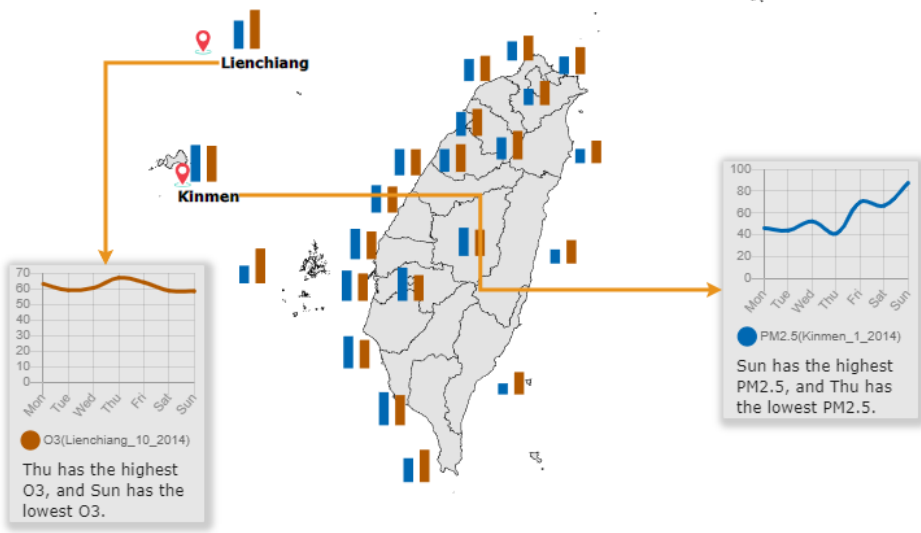 Lienchiang
Kinmen
70
60
50
40
30
20
10
0
Mon
Tue
Wed
Thu
Fri
Sat
Sun
O3(Lienchiang_10_2014)
Thu has the highest
O3, and Sun has the
lowest O3.
100
80
60
40
20
0
Mon
Tue
Wed
Thu
Fri
Sat
Sun
PM2.5(Kinmen_1_2014)
Sun has the highest
PM2.5, and Thu has
the lowest PM2.5.